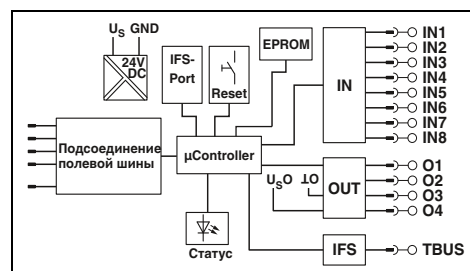 Us GND
24V
DC
IFS-
Port
Reset
EPROM
IN
IN1
IN2
IN3
IN4
IN5
IN6
IN7
IN8
Подсоединение
полевой шины
µController
UsO
OT
OUT
O1
O2
O3
O4
Статус
IFS
TBUS